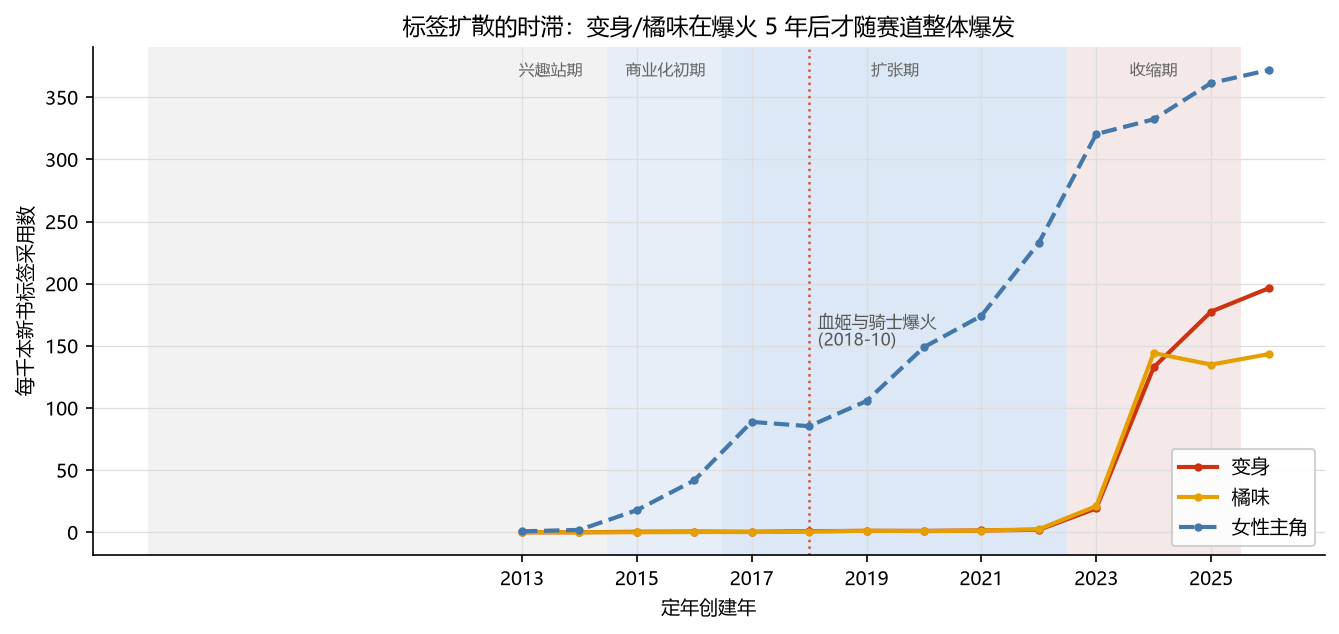 标签扩散的时滞：变身/橘味在爆火 5 年后才随赛道整体爆发
兴趣站期
商业化初期
扩张期
收缩期
每千本新书标签采用数
350
300
250
200
150
100
50
0
血姬与骑士爆火
(2018-10)
变身
橘味
女性主角
2013
2015
2017
2019
2021
2023
2025
定年创建年